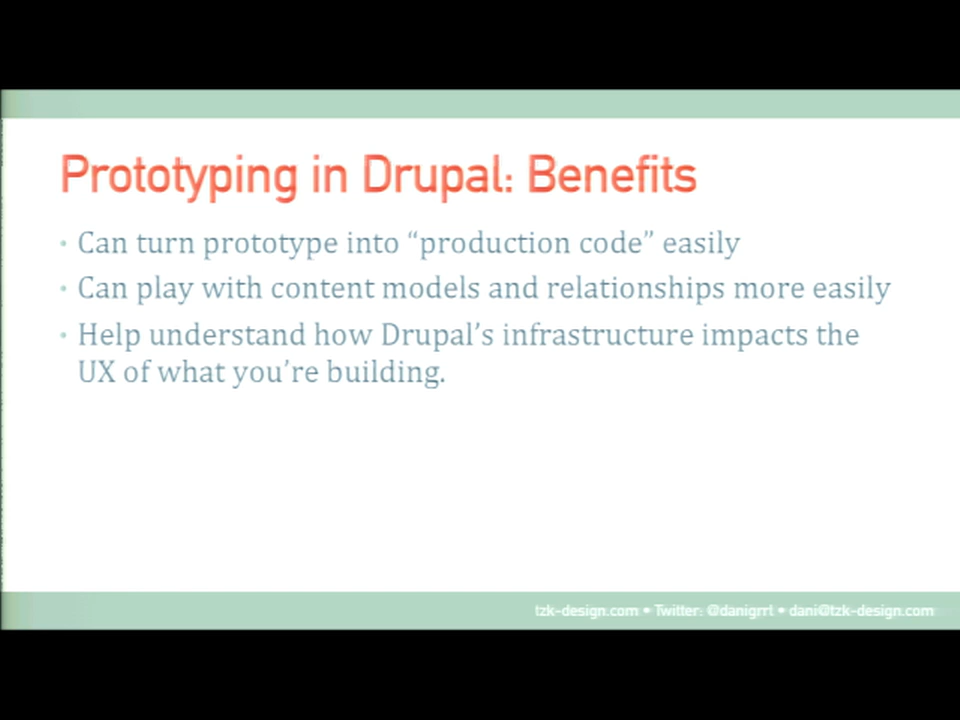 Prototyping in Drupal: Benefits
• Can turn prototype into “production code” easily
• Can play with content models and relationships more easily
• Help understand how Drupal’s infrastructure impacts the
UX of what you’re building.
tzk-design.com • Twitter: @danigrrl • dani@tzk-design.com